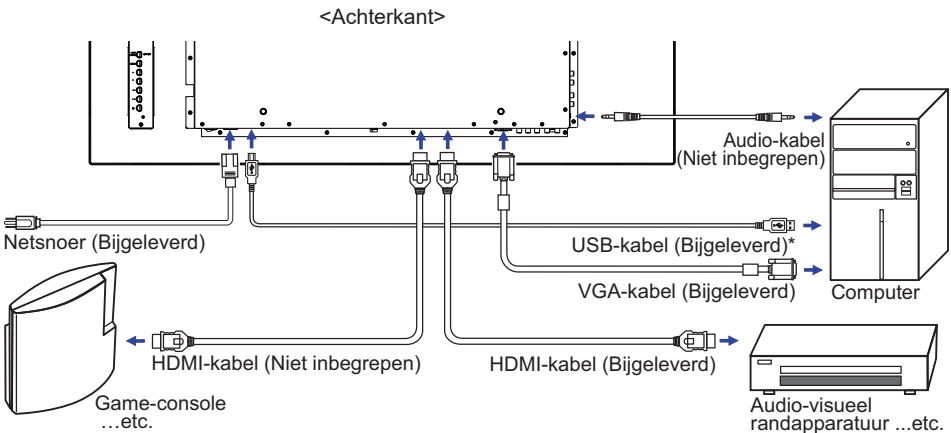 <Achterkant>
Audio-kabel
(Niet inbegrepen)
Netsnoer (Bijgeleverd)
USB-kabel (Bijgeleverd)*
VGA-kabel (Bijgeleverd)
Computer
HDMI-kabel (Niet inbegrepen)
HDMI-kabel (Bijgeleverd)
Game-console
…etc.
Audio-visueel
randapparatuur ...etc.